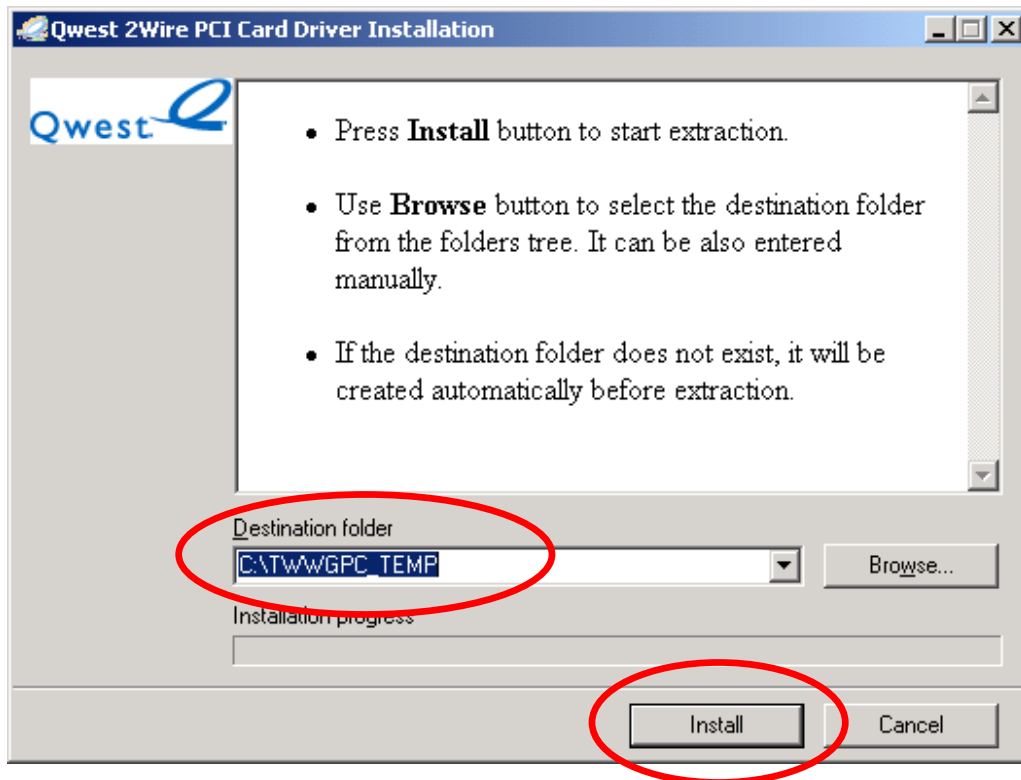 Qwest 2Wire PCI Card Driver Installation
Qwest
Press Install button to start extraction.
Use Browse button to select the destination folder
from the folders tree. It can be also entered
manually.
If the destination folder does not exist, it will be
created automatically before extraction.
Destination folder
C:\TWWGPC_TEMP
Browse...
Installation progress
Install
Cancel